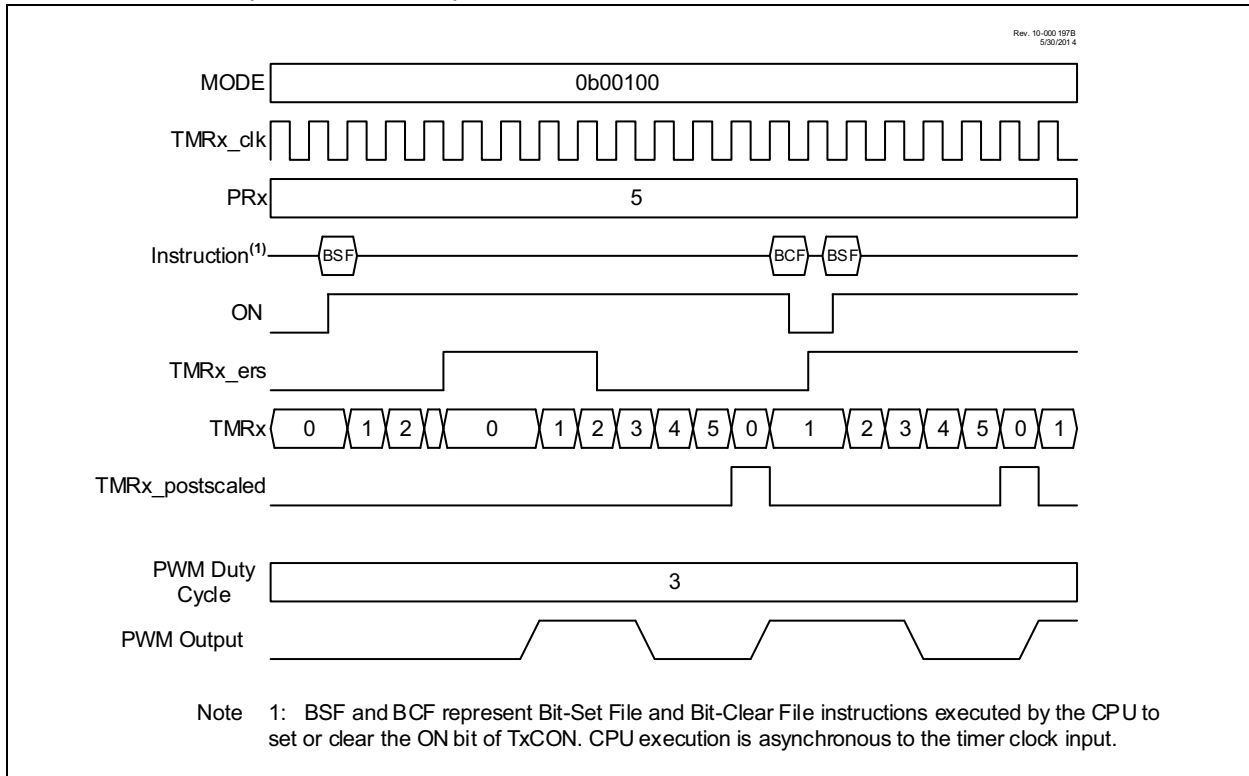 Rev. 10-000 197B
5/30/201 4
MODE 0b00100
TMRx_clk
PRx 5
Instruction(1) BSF BCF BSF
ON
TMRx_ers
TMRx 0 1 2 0 1 2 3 4 5 0 1 2 3 4 5 0 1
TMRx_postscaled
PWM Duty
Cycle 3
PWM Output
Note 1: BSF and BCF represent Bit-Set File and Bit-Clear File instructions executed by the CPU to
set or clear the ON bit of TxCON. CPU execution is asynchronous to the timer clock input.